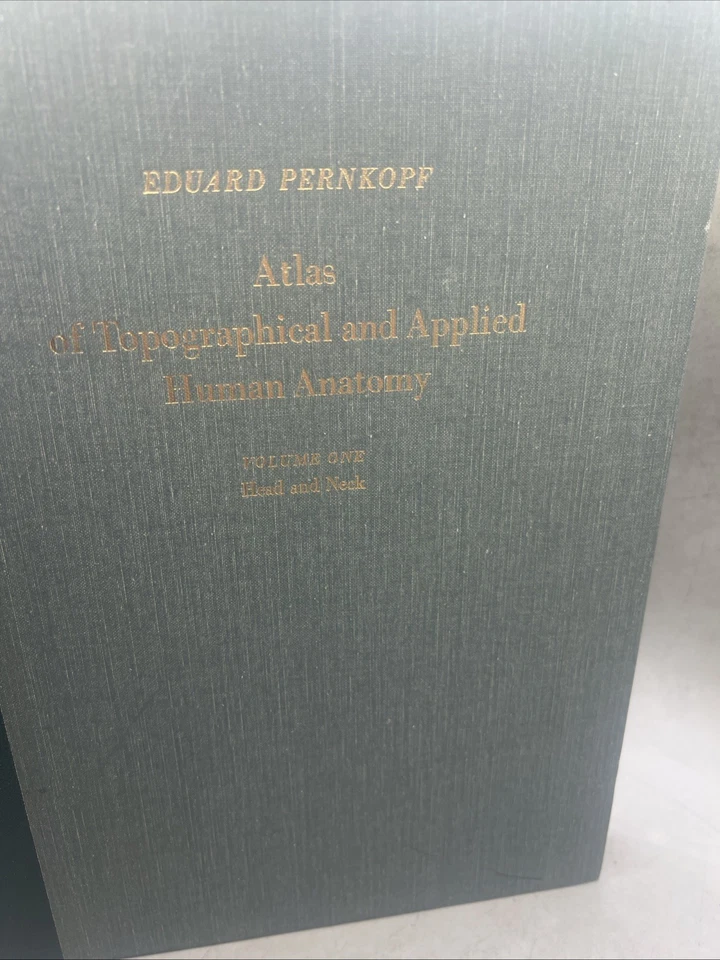 EDUARD PERNKOPF
Atlas
of Topographical and Applied
Human Anatomy
VOLUME ONE
Head and Neck